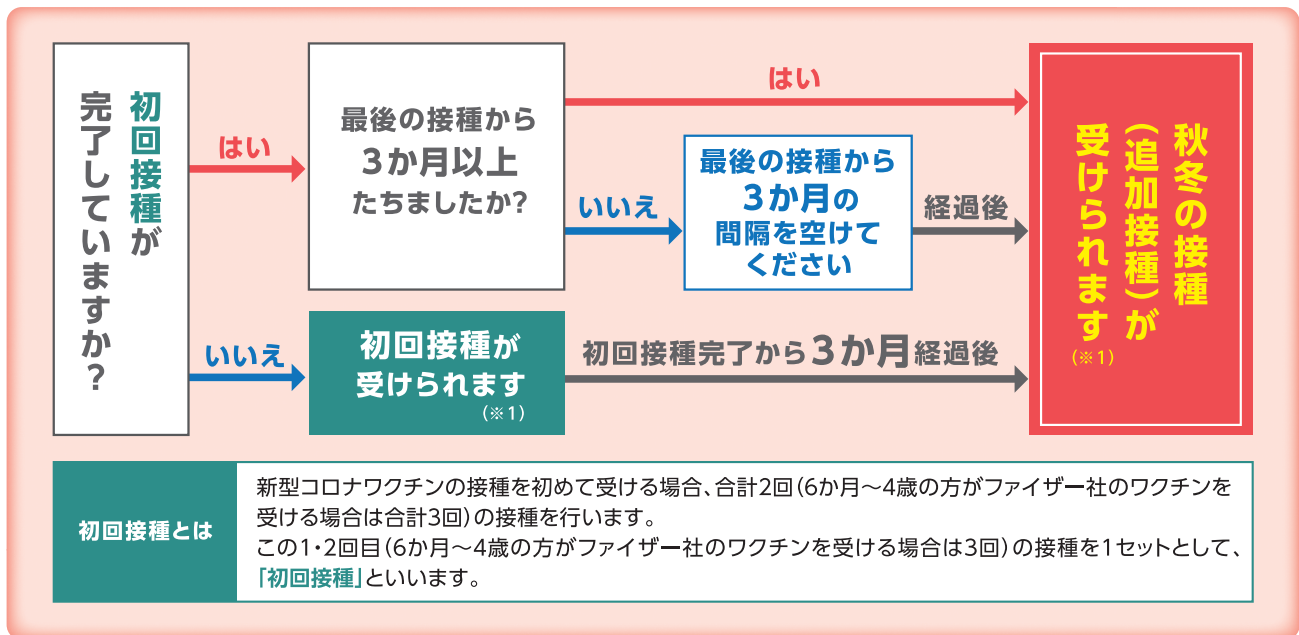 初回接種が
完了していますか？
はい
最後の接種から
3か月以上
たちましたか?
はい
いいえ
最後の接種から
3か月の
間隔を空けて
ください
経過後
いいえ
初回接種が
受けられます
(※1)
初回接種完了から3か月経過後
秋冬の接種
(追加接種)が
受けられます
(※1)
初回接種とは
新型コロナワクチンの接種を初めて受ける場合、合計2回(6か月～4歳の方がファイザー社のワクチンを
受ける場合は合計3回)の接種を行います。
この1・2回目(6か月～4歳の方がファイザー社のワクチンを受ける場合は3回)の接種を1セットとして、
「初回接種」といいます。